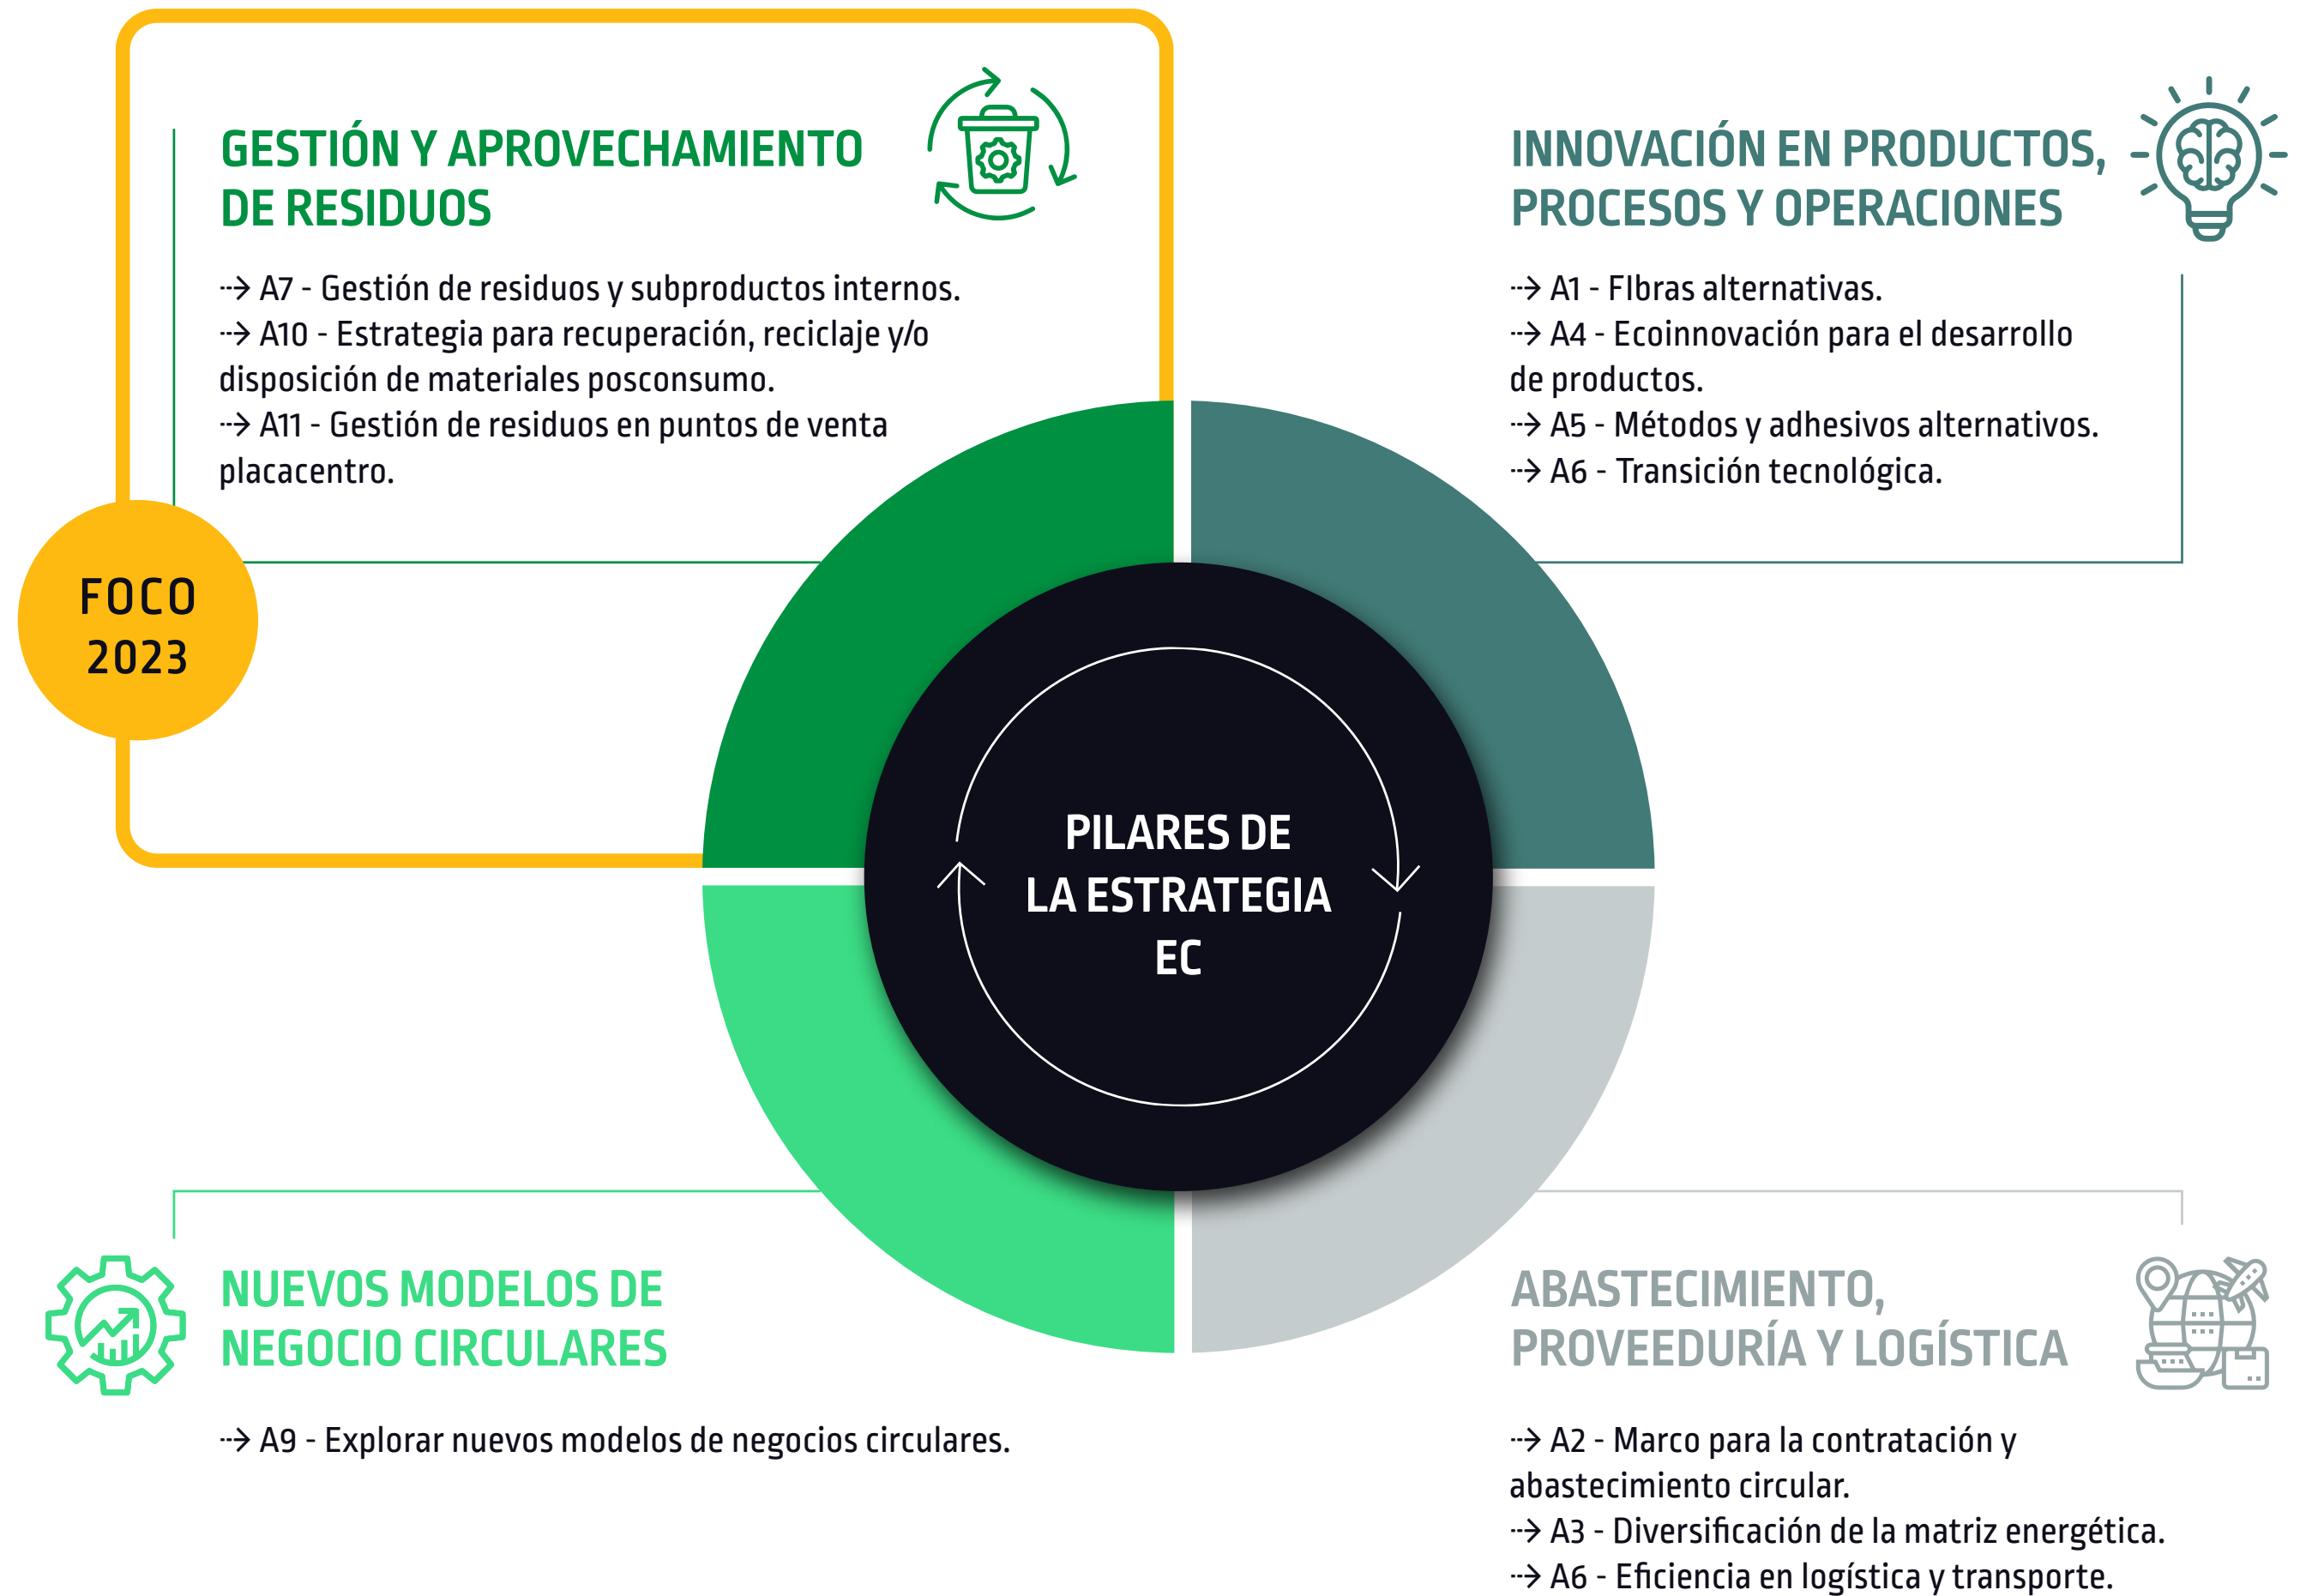 GESTIÓN Y APROVECHAMIENTO
DE RESIDUOS
⇢ A7 - Gestión de residuos y subproductos internos.
⇢ A10 - Estrategia para recuperación, reciclaje y/o
disposición de materiales posconsumo.
⇢ A11 - Gestión de residuos en puntos de venta
placacentro.
FOCO
2023
INNOVACIÓN EN PRODUCTOS,
PROCESOS Y OPERACIONES
⇢ A1 - FIbras alternativas.
⇢ A4 - Ecoinnovación para el desarrollo
de productos.
⇢ A5 - Métodos y adhesivos alternativos.
⇢ A6 - Transición tecnológica.
PILARES DE
LA ESTRATEGIA
EC
NUEVOS MODELOS DE
NEGOCIO CIRCULARES
⇢ A9 - Explorar nuevos modelos de negocios circulares.
ABASTECIMIENTO,
PROVEEDURÍA Y LOGÍSTICA
⇢ A2 - Marco para la contratación y
abastecimiento circular.
⇢ A3 - Diversificación de la matriz energética.
⇢ A6 - Eficiencia en logística y transporte.